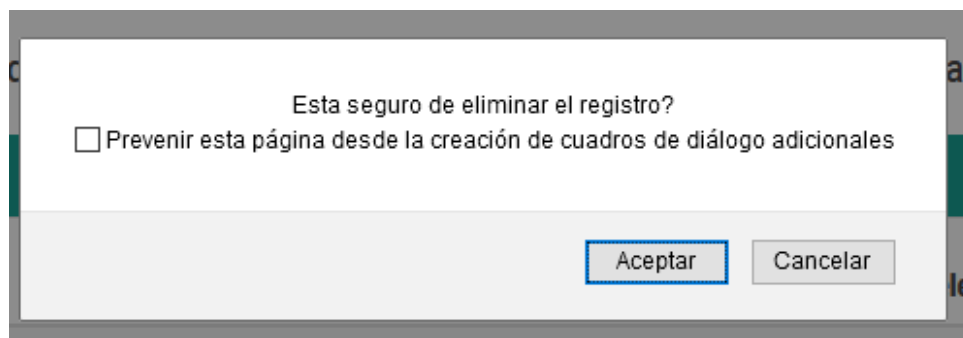 Esta seguro de eliminar el registro?
Prevenir esta página desde la creación de cuadros de diálogo adicionales
Aceptar
Cancelar